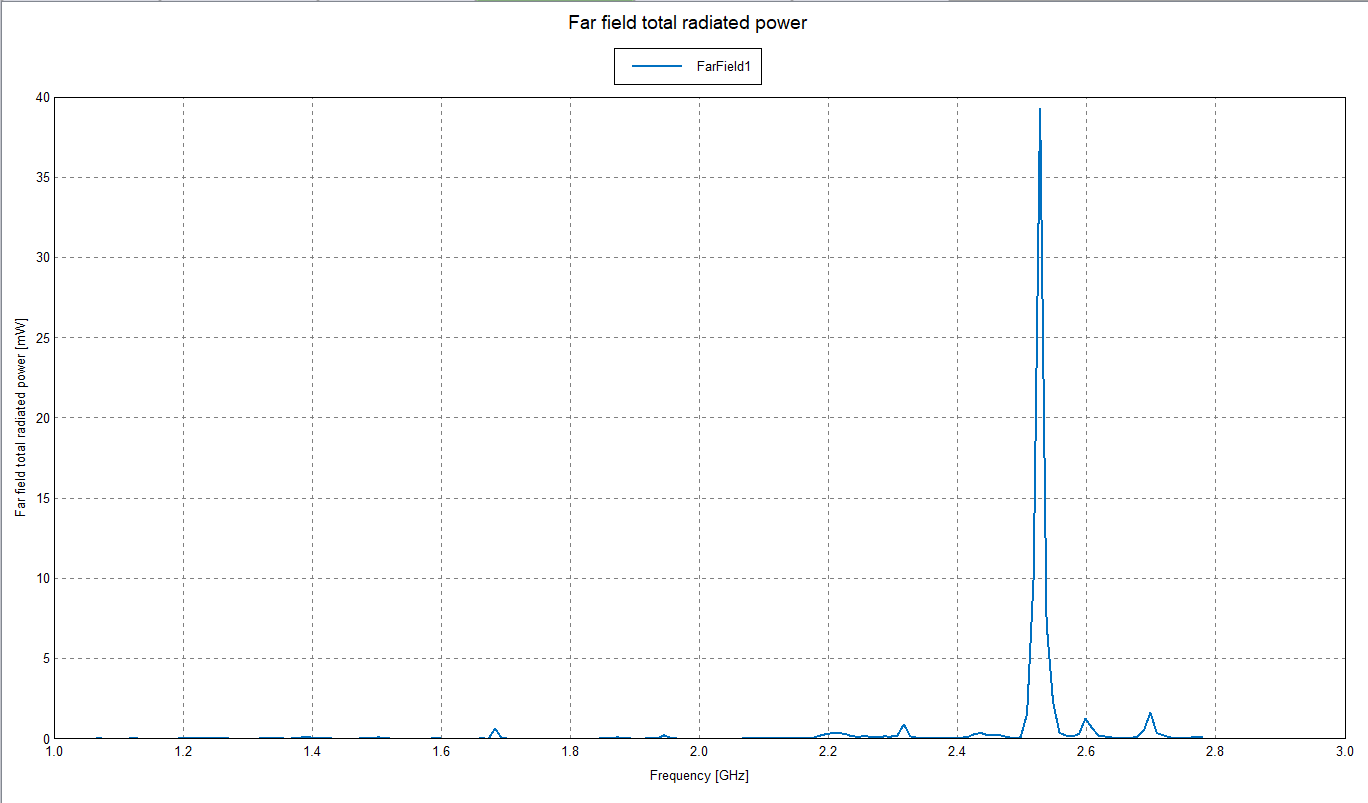 Far field total radiated power
FarField1
Far field total radiated power [mW]
40
35
30
25
20
15
10
5
0
1.0 1.2 1.4 1.6 1.8 2.0 2.2 2.4 2.6 2.8 3.0
Frequency [GHz]